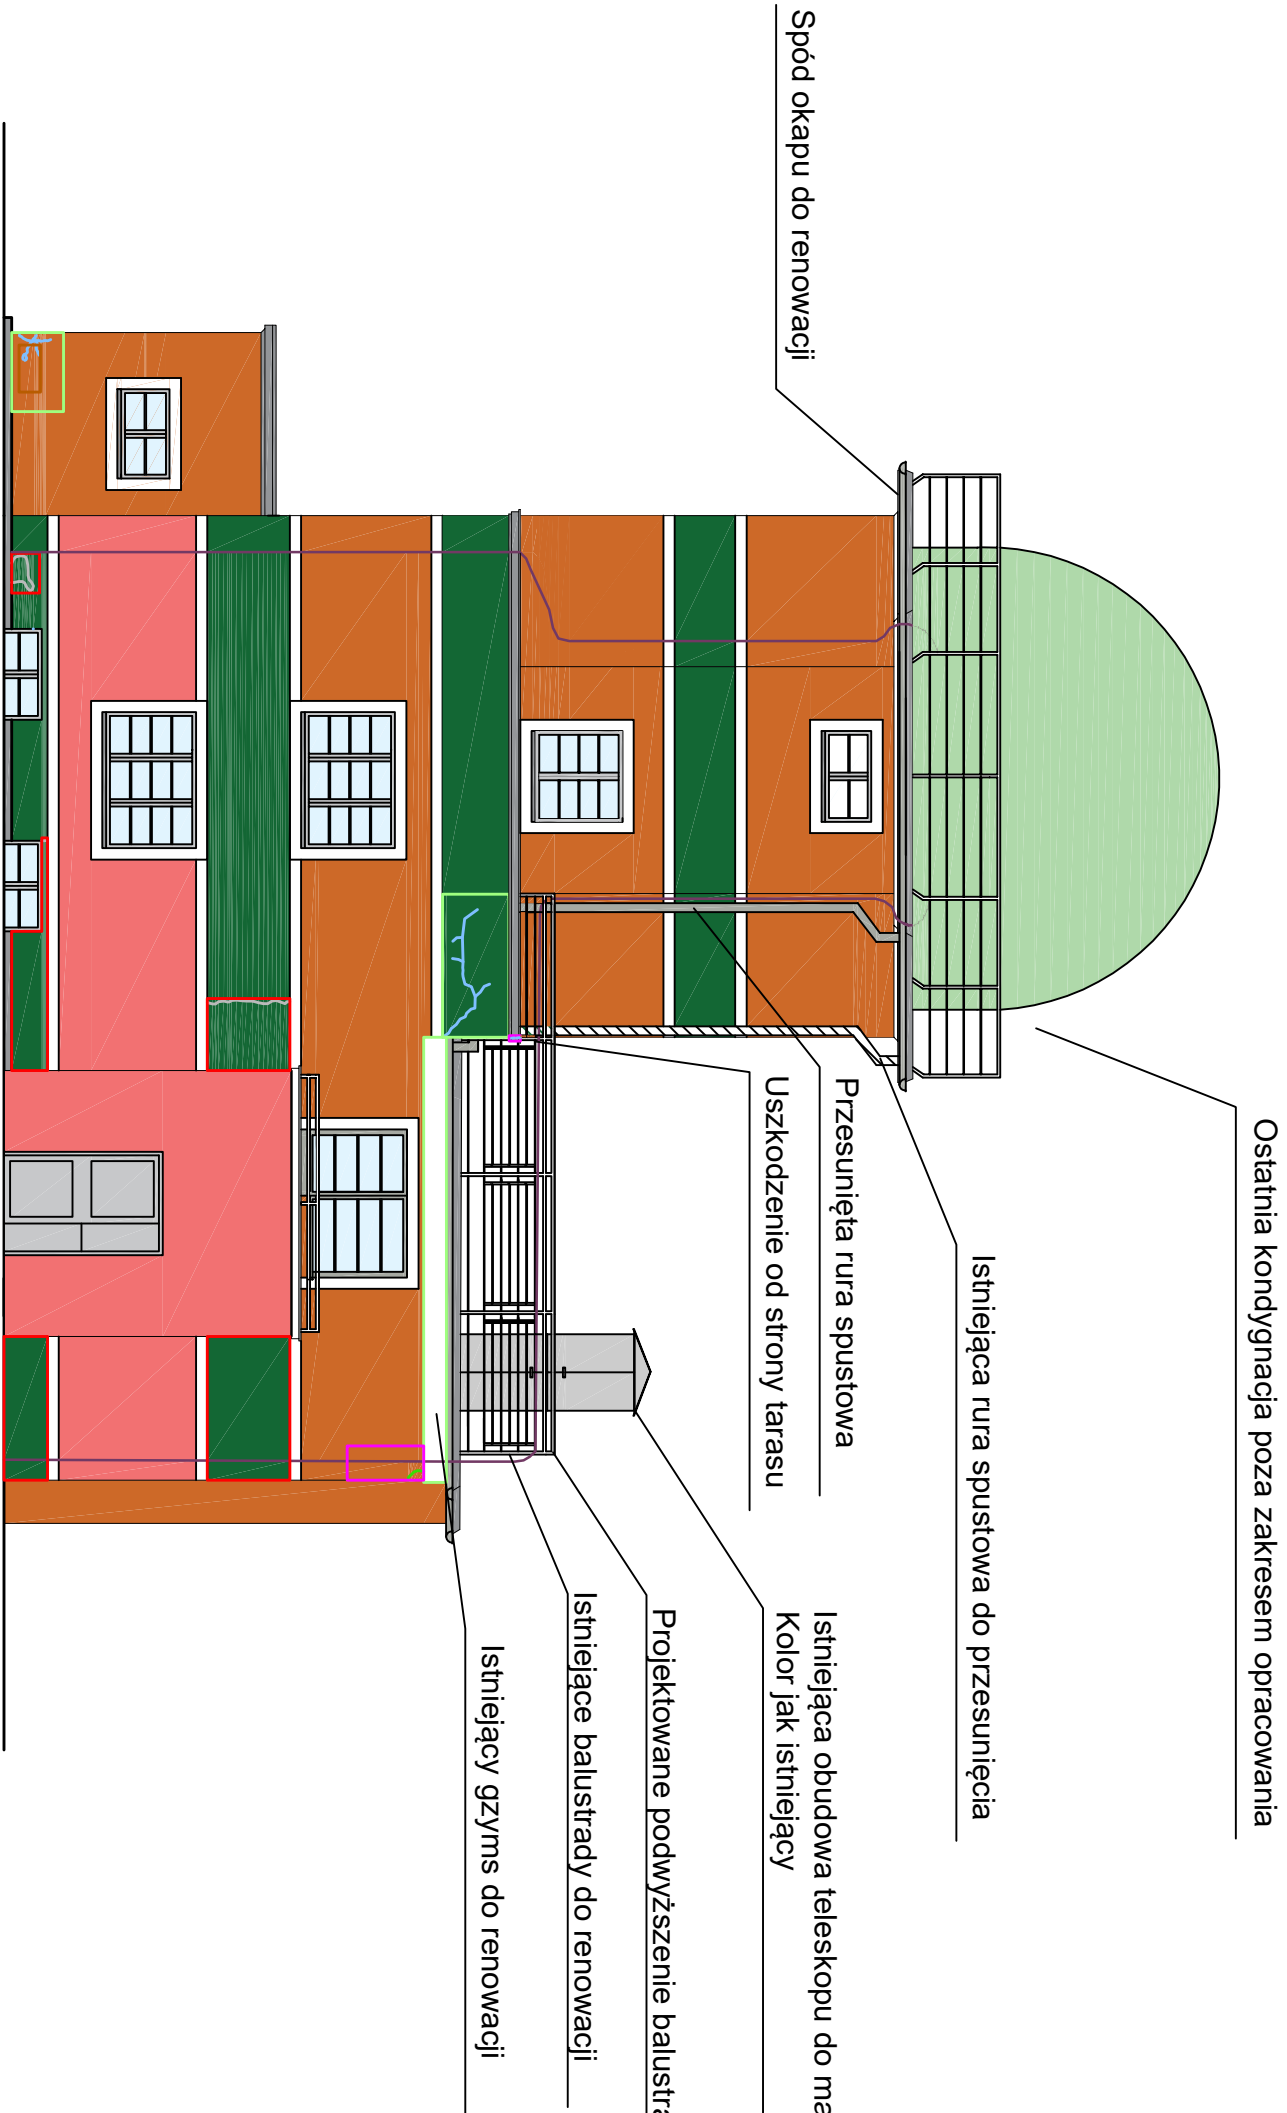 Ostatnia kondygnacja poza zakresem opracowania
Istniejąca rura spustowa do przesunięcia
Spód okapu do renowacji
Przesunięta rura spustowa
Uszkodzenie od strony tarasu
Istniejąca obudowa teleskopu do
Kolor jak istniejący
Projektowane podwyższenie
Istniejące balustrady do renowacji
Istniejący gzyms do renowacji